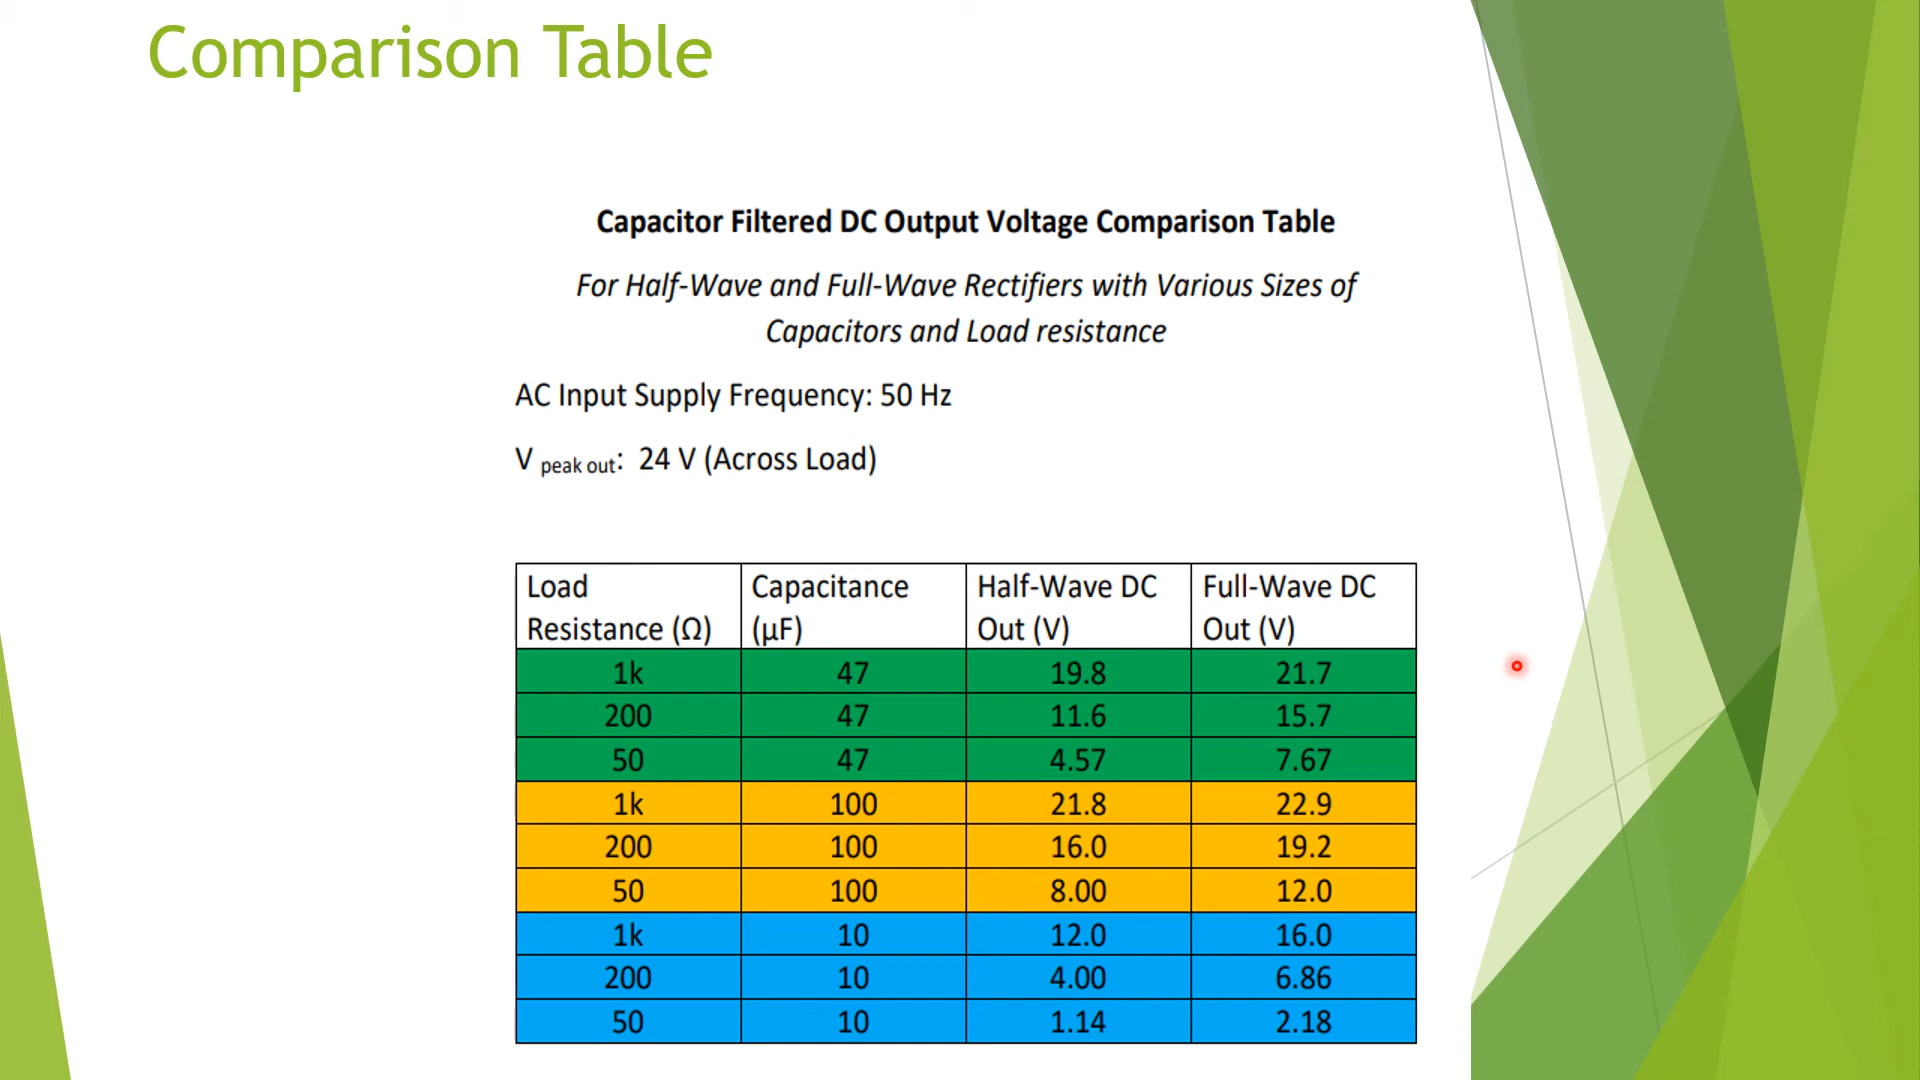 Comparison Table
Capacitor Filtered DC Output Voltage Comparison Table
For Half-Wave and Full-Wave Rectifiers with Various Sizes of
Capacitors and Load resistance
AC Input Supply Frequency: 50 Hz
V peak out: 24 V (Across Load)
Load Resistance (Ω) Capacitance (µF) Half-Wave DC Out (V) Full-Wave DC Out (V)
1k 47 19.8 21.7
200 47 11.6 15.7
50 47 4.57 7.67
1k 100 21.8 22.9
200 100 16.0 19.2
50 100 8.00 12.0
1k 10 12.0 16.0
200 10 4.00 6.86
50 10 1.14 2.18